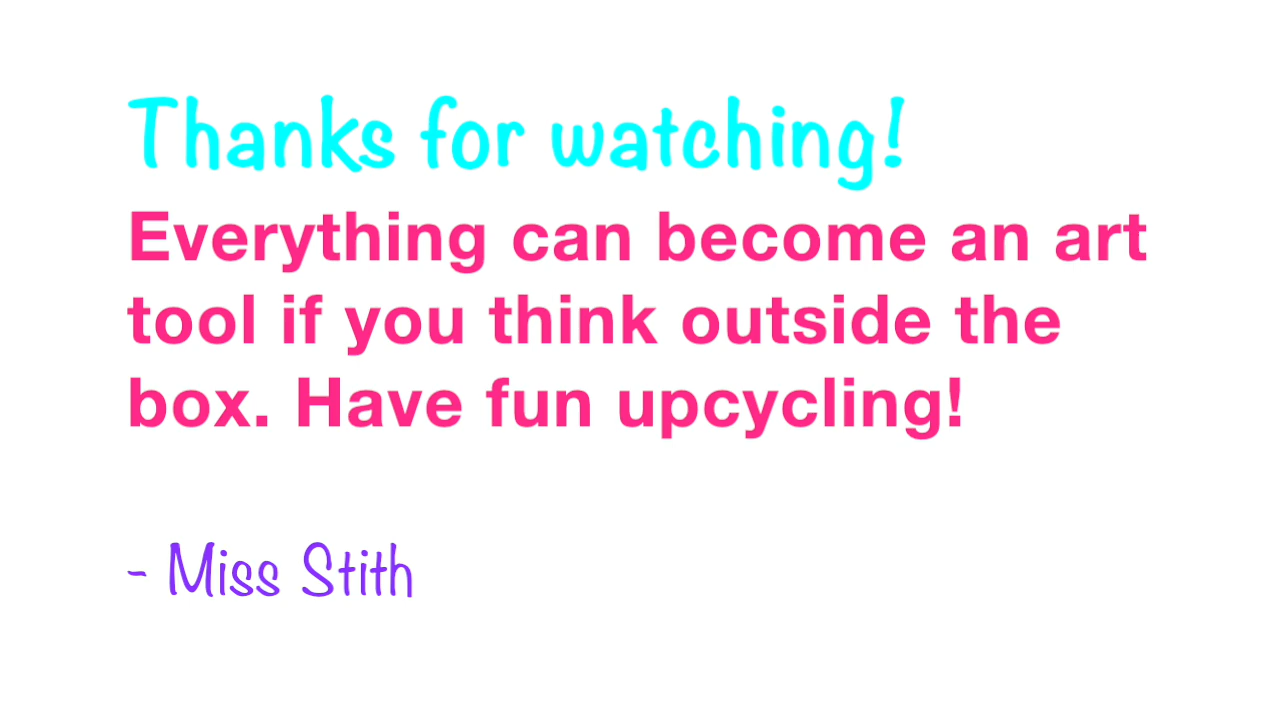 Thanks for watching!
Everything can become an art
tool if you think outside the
box. Have fun upcycling!
- Miss Stith